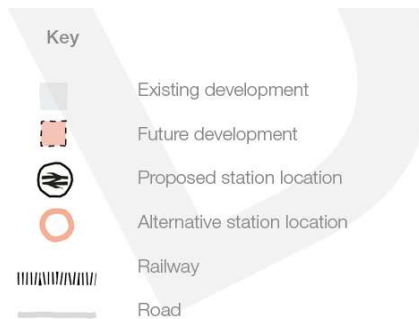 Key
Existing development
Future development
Proposed station location
Alternative station location
Railway
Road